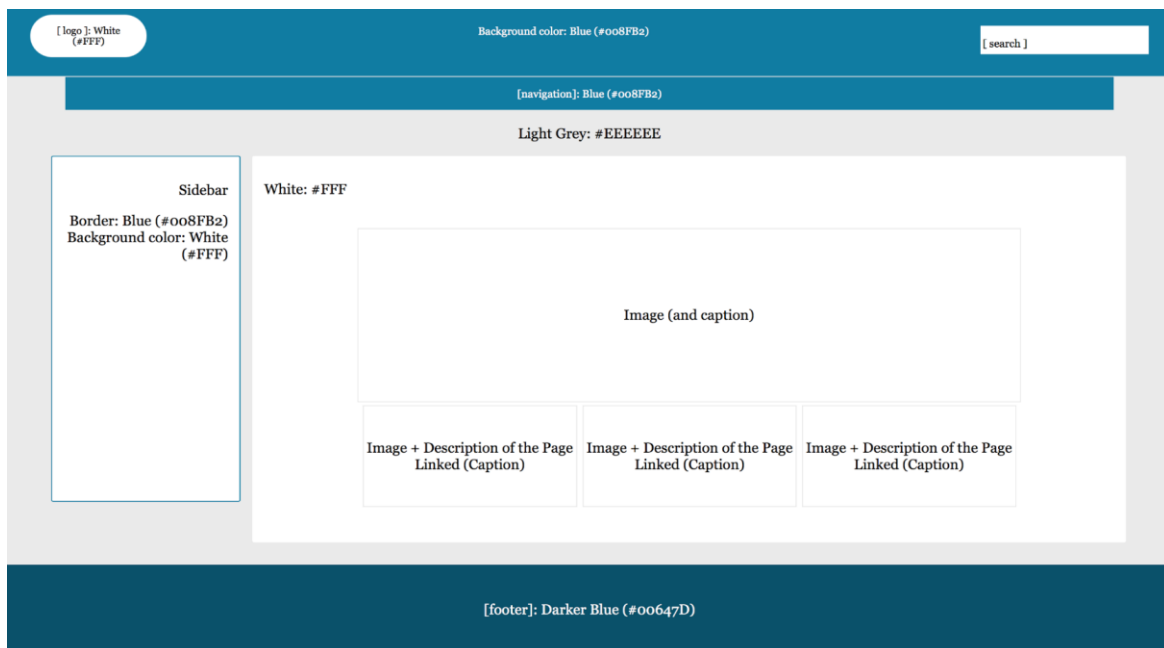 [ logo ]: White
(#FFF)
Background color: Blue (#008FB2)
[ search ]
[navigation]: Blue (#008FB2)
Light Grey: #EEEEEE
Sidebar
Border: Blue (#008FB2)
Background color: White
(#FFF)
White: #FFF
Image (and caption)
Image + Description of the Page
Linked (Caption)
Image + Description of the Page
Linked (Caption)
Image + Description of the Page
Linked (Caption)
[footer]: Darker Blue (#00647D)